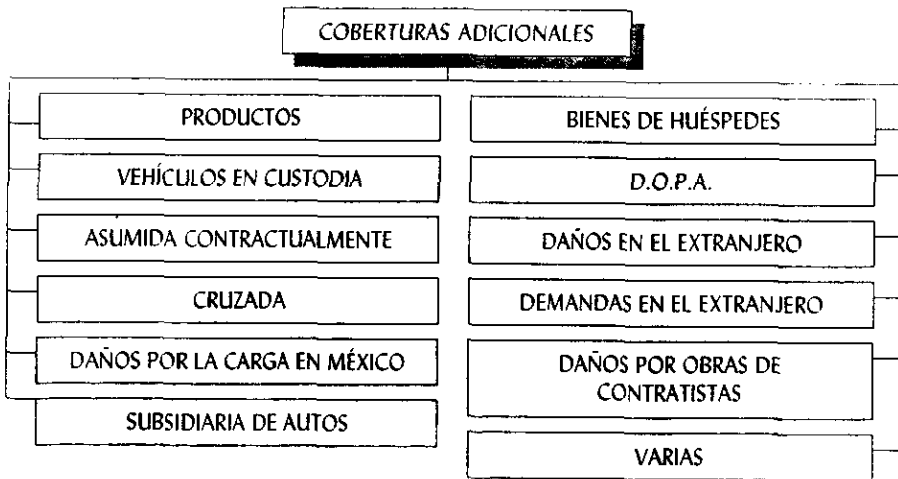 COBERTURAS ADICIONALES
PRODUCTOS
VEHÍCULOS EN CUSTODIA
ASUMIDA CONTRACTUALMENTE
CRUZADA
DAÑOS POR LA CARGA EN MÉXICO
SUBSIDIARIA DE AUTOS
BIENES DE HUÉSPEDES
D.O.P.A.
DAÑOS EN EL EXTRANJERO
DEMANDAS EN EL EXTRANJERO
DAÑOS POR OBRAS DE
CONTRATISTAS
VARIAS